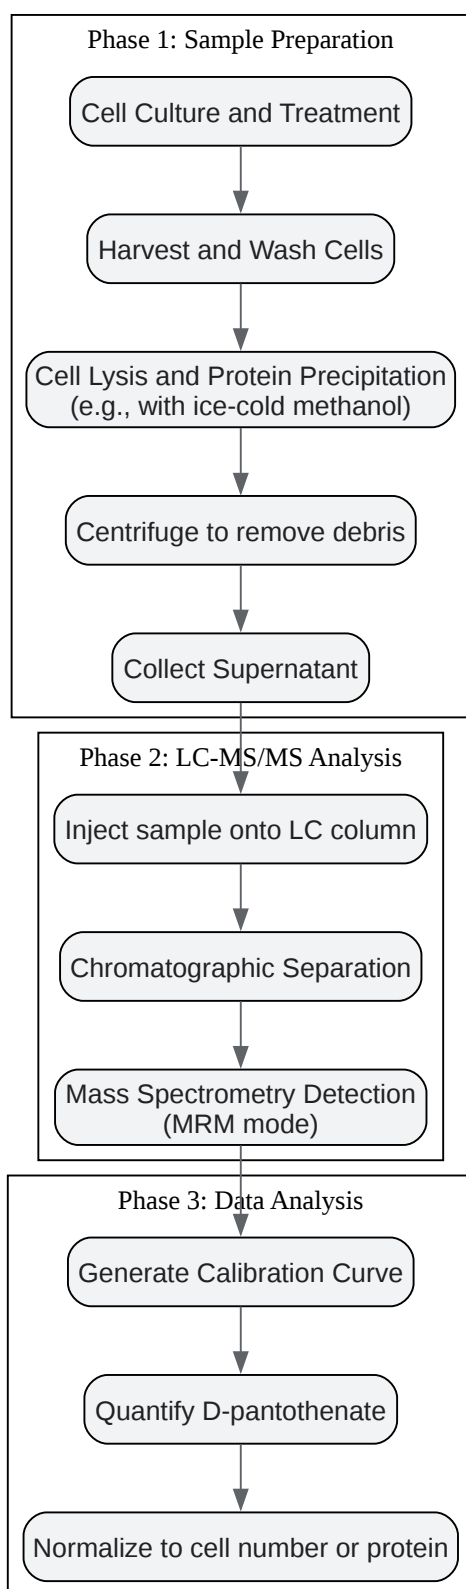 Phase 1: Sample Preparation
Cell Culture and Treatment
Harvest and Wash Cells
Cell Lysis and Protein Precipitation
(e.g., with ice-cold methanol)
Centrifuge to remove debris
Collect Supernatant
Phase 2: LC-MS/MS Analysis
Inject sample onto LC column
Chromatographic Separation
Mass Spectrometry Detection
(MRM mode)
Phase 3: Data Analysis
Generate Calibration Curve
Quantify D-pantothenate
Normalize to cell number or protein